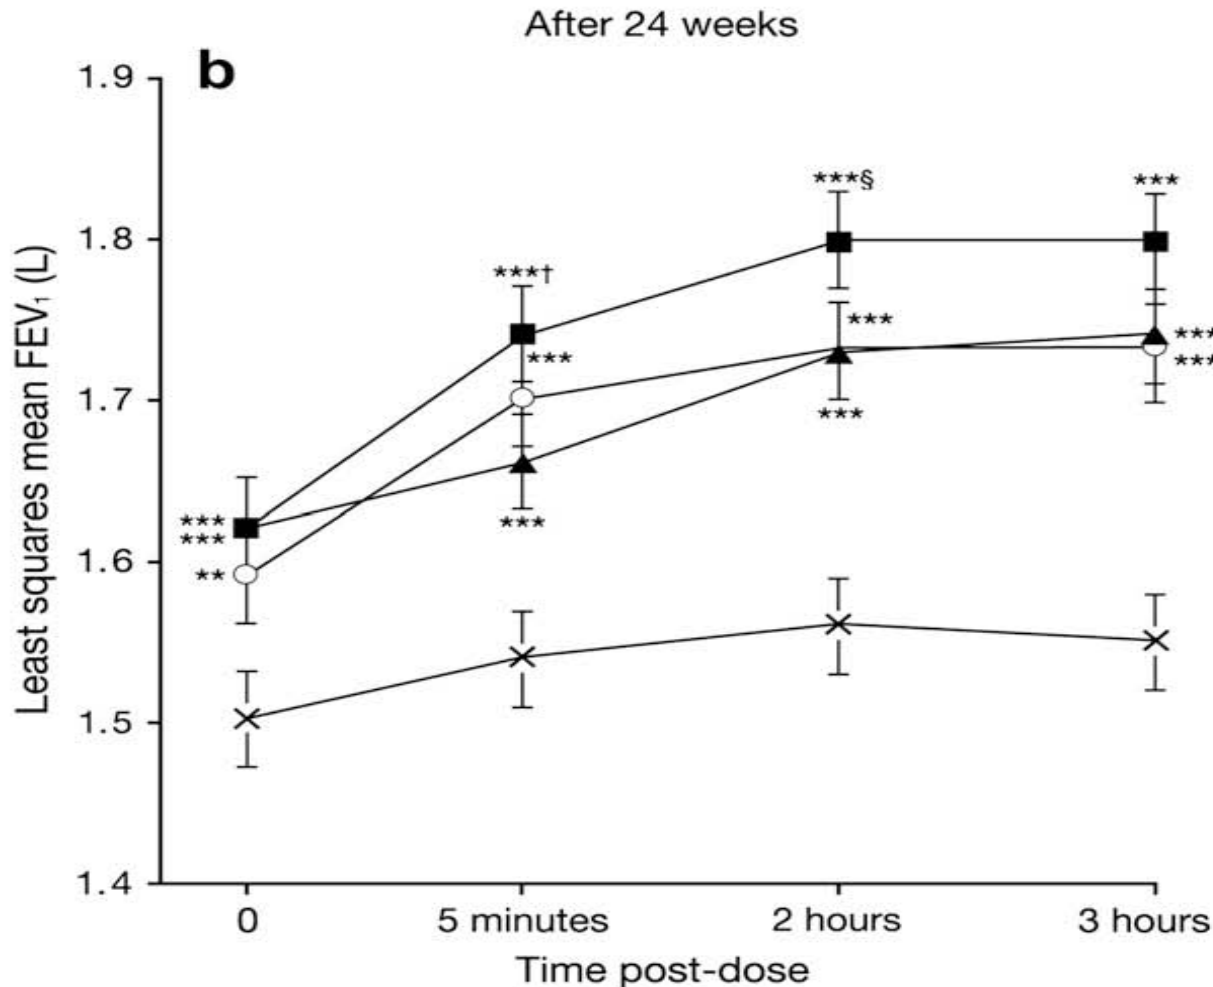 After 24 weeks
b
1.9
1.8
1.7
1.6
1.5
1.4
Least squares mean FEV₁ (L)
***§
***
***†
***
***
***
***
***
***
***
***
**
0
5 minutes
2 hours
3 hours
Time post-dose